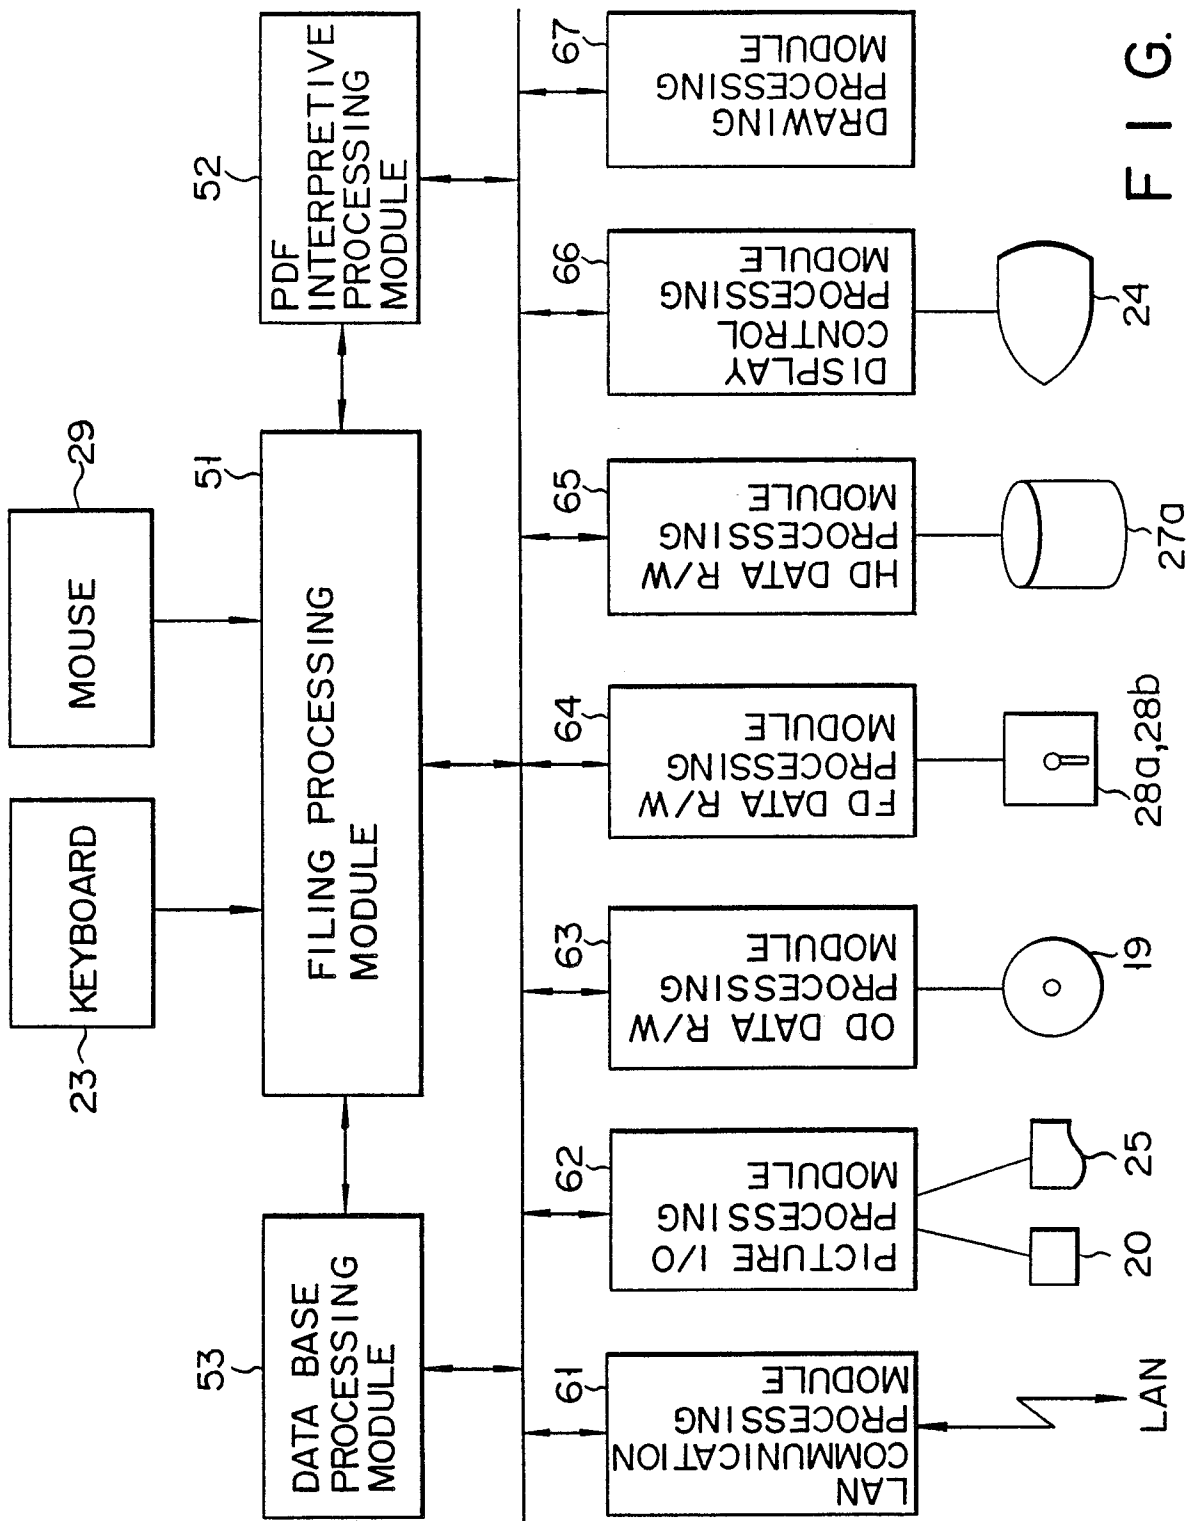 29
MOUSE
23
KEYBOARD
52
PDF
INTERPRETIVE
PROCESSING
MODULE
51
FILING PROCESSING
MODULE
53
DATA BASE
PROCESSING
MODULE
61
LAN
COMMUNICATION
PROCESSING
MODULE
62
PICTURE I/O
PROCESSING
MODULE
63
OD DATA R/W
PROCESSING
MODULE
64
FD DATA R/W
PROCESSING
MODULE
65
HD DATA R/W
PROCESSING
MODULE
66
DISPLAY
CONTROL
PROCESSING
MODULE
67
DRAWING
PROCESSING
MODULE
LAN
20
25
19
28a,28b
27a
24
F I G.